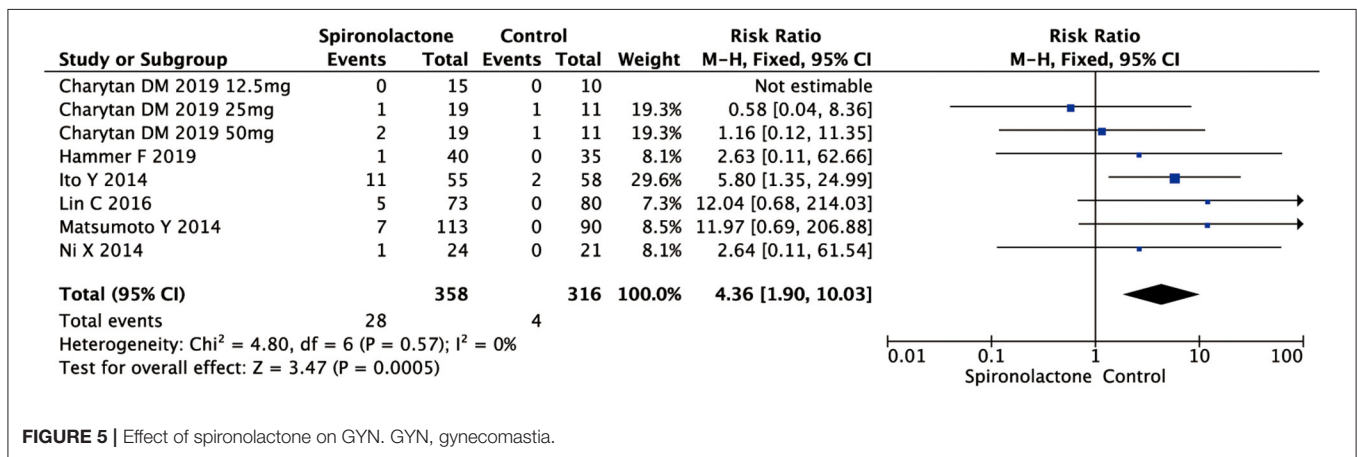 Spironolactone Control Risk Ratio Risk Ratio
Study or Subgroup Events Total Events Total Weight M-H, Fixed, 95% CI M-H, Fixed, 95% CI
Charytan DM 2019 12.5mg 0 15 0 10 Not estimable
Charytan DM 2019 25mg 1 19 1 11 19.3% 0.58 [0.04, 8.36]
Charytan DM 2019 50mg 2 19 1 11 19.3% 1.16 [0.12, 11.35]
Hammer F 2019 1 40 0 35 8.1% 2.63 [0.11, 62.66]
Ito Y 2014 11 55 2 58 29.6% 5.80 [1.35, 24.99]
Lin C 2016 5 73 0 80 7.3% 12.04 [0.68, 214.03]
Matsumoto Y 2014 7 113 0 90 8.5% 11.97 [0.69, 206.88]
Ni X 2014 1 24 0 21 8.1% 2.64 [0.11, 61.54]
Total (95% CI) 358 316 100.0% 4.36 [1.90, 10.03]
Total events 28 4
Heterogeneity: Chi² = 4.80, df = 6 (P = 0.57); I² = 0%
Test for overall effect: Z = 3.47 (P = 0.0005)
0.01 0.1 1 10 100
Spironolactone Control
FIGURE 5 | Effect of spironolactone on GYN. GYN, gynecomastia.